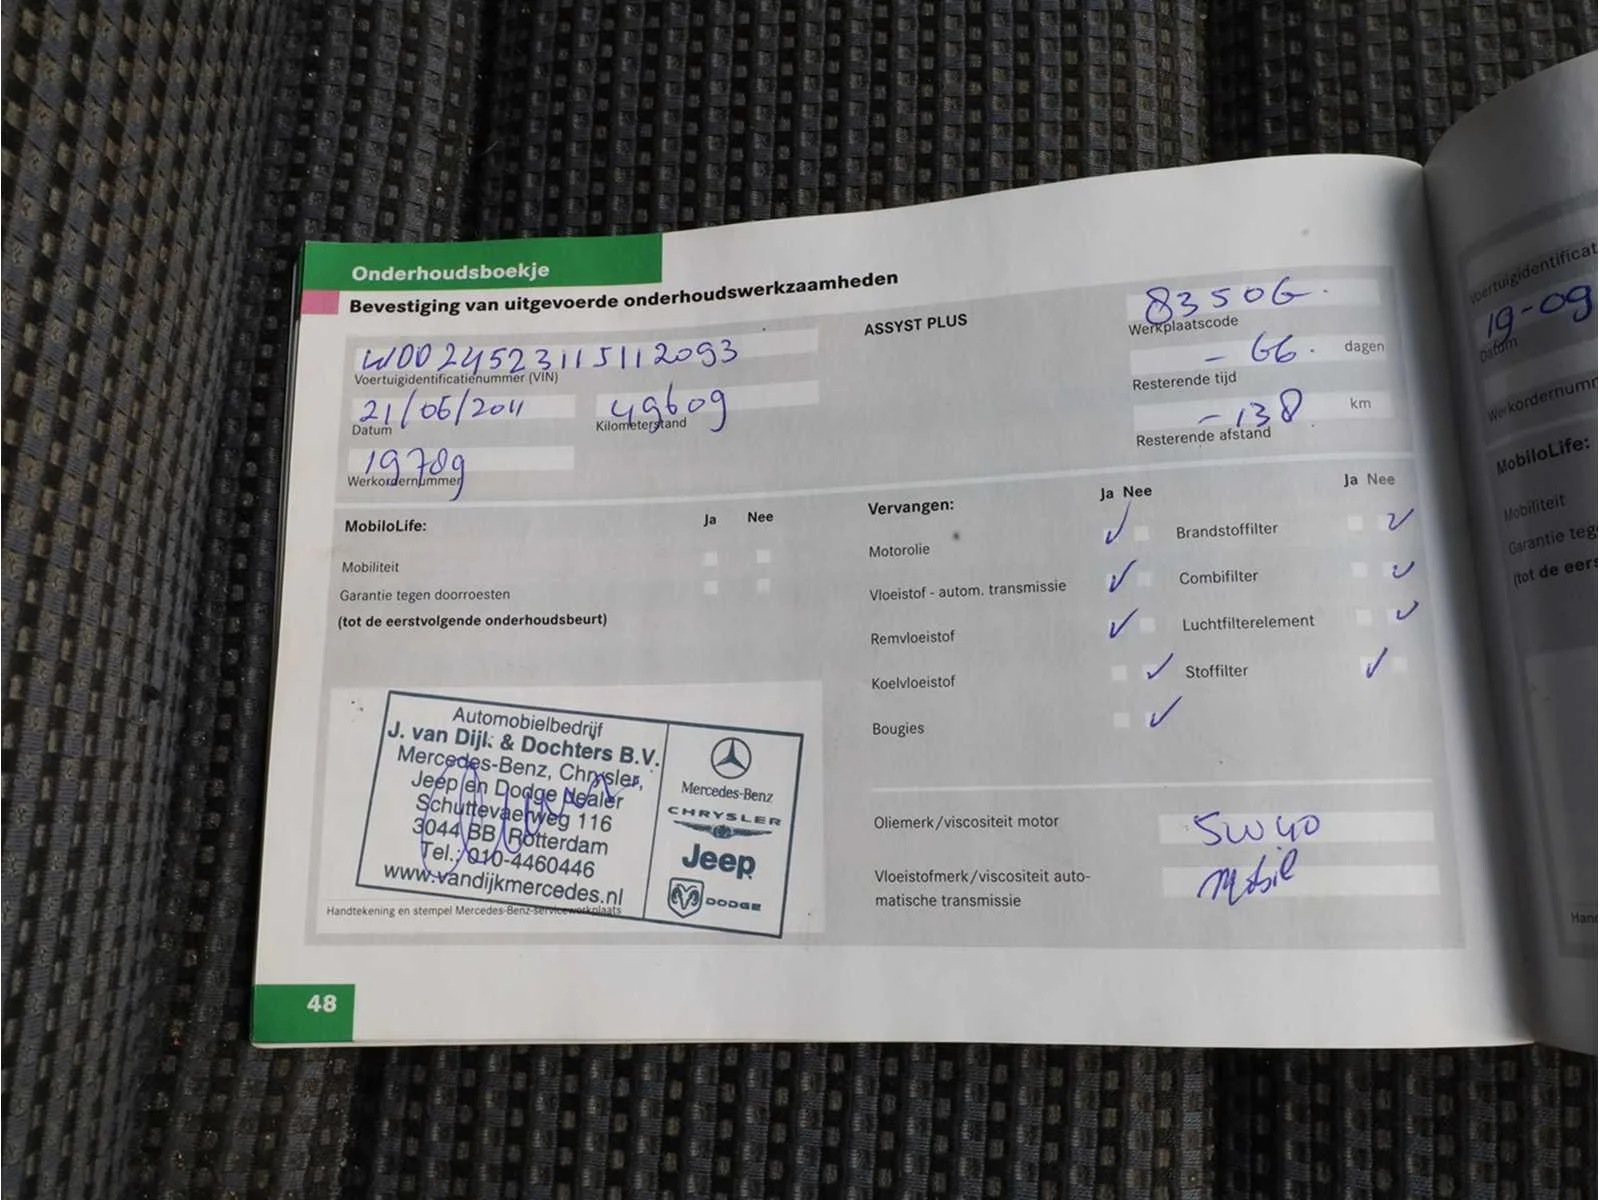 Onderhoudsboekje
Bevestiging van uitgevoerde onderhoudswerkzaamheden
WDD2452311J112093
Voertuigidentificatienummer (VIN)
21/06/2011
Datum
49609
Kilometerstand
19789
Werkordernummer
ASSYST PLUS
83506.
Werkplaatscode
- 66. dagen
Resterende tijd
- 138 km
Resterende afstand
MobiloLife: Ja Nee
Mobiliteit
Garantie tegen doorroesten
(tot de eerstvolgende onderhoudsbeurt)
Vervangen: Ja Nee
Motorolie
Vloeistof - autom. transmissie
Remvloeistof
Koelvloeistof
Bougies
Ja Nee
Brandstoffilter
Combifilter
Luchtfilterelement
Stoffilter
Automobielbedrijf
J. van Dijk & Dochters B.V.
Mercedes-Benz, Chrysler,
Jeep en Dodge dealer
Schuttevaerweg 116
3044 BB Rotterdam
Tel.: 010-4460446
www.vandijkmercedes.nl
Mercedes-Benz
CHRYSLER
Jeep
DODGE
Handtekening en stempel Mercedes-Benz-servicewerkplaats
Oliemerk/viscositeit motor
5W40
Vloeistofmerk/viscositeit auto-
matische transmissie
Mobil
48
Voertuigidentificat
19-09
Datum
Werkordernumm
MobiloLife:
Mobiliteit
Garantie teg
(tot de eers
Hand